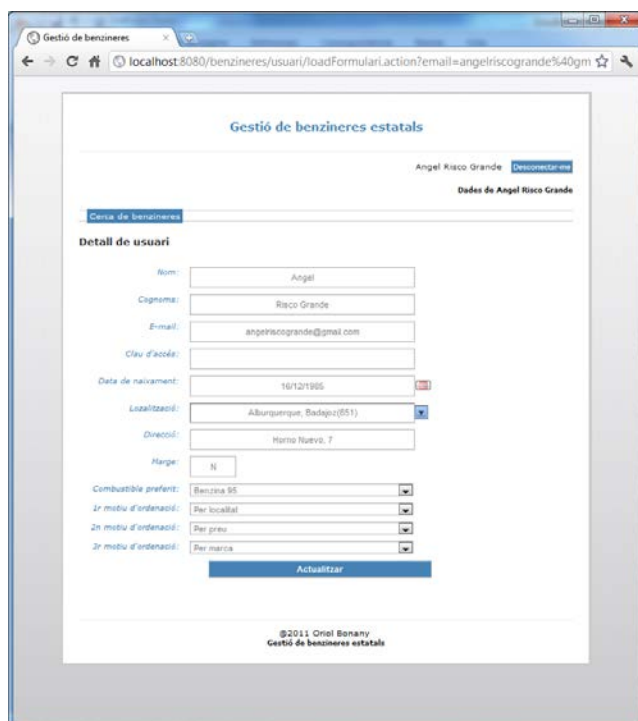 Gestió de benzineres
localhost:8080/benzineres/usuari/loadFormulari.action?email=angelriscogrande%40gm
Gestió de benzineres estatals
Angel Risco Grande Desconectar-me
Dades de Angel Risco Grande
Cerca de benzineres
Detall de usuari
Nom: Angel
Cognoms: Risco Grande
E-mail: angelriscogrande@gmail.com
Clau d'accés:
Data de naixament: 16/12/1985
Lozalització: Alburquerque, Badajoz(651)
Direcció: Horno Nuevo, 7
Marge: N
Combustible preferit: Benzina 95
1r motiu d'ordenació: Per localitat
2n motiu d'ordenació: Per preu
3r motiu d'ordenació: Per marca
Actualitzar
@2011 Oriol Bonany
Gestió de benzineres estatals